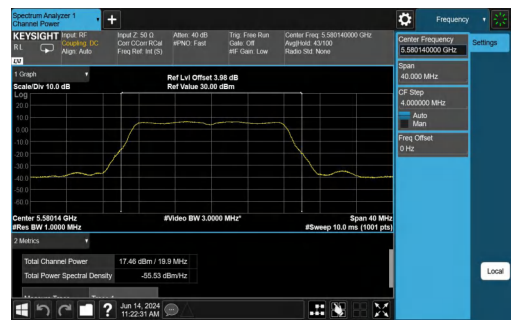 Spectrum Analyzer 1
Channel Power
+
Frequency
KEYSIGHT Input: RF
RL
Coupling: DC
Align: Auto
Input Z: 50 Ω
Corr CCorr RCal
Freq Ref: Int (S)
Atten: 40 dB
#PNO: Fast
Trig: Free Run
Gate: Off
#IF Gain: Low
Center Freq: 5.580140000 GHz
Avg|Hold: 43/100
Radio Std: None
LV
Center Frequency
5.580140000 GHz
Settings
Span
40.000 MHz
CF Step
4.000000 MHz
Auto
Man
Freq Offset
0 Hz
1 Graph
Scale/Div 10.0 dB
Ref Lvl Offset 3.98 dB
Ref Value 30.00 dBm
Log
20.0
10.0
0.00
-10.0
-20.0
-30.0
-40.0
-50.0
-60.0
Center 5.58014 GHz
#Video BW 3.0000 MHz*
Span 40 MHz
#Res BW 1.0000 MHz
#Sweep 10.0 ms (1001 pts)
2 Metrics
Total Channel Power 17.46 dBm / 19.9 MHz
Total Power Spectral Density -55.53 dBm/Hz
Local
Jun 14, 2024
11:22:31 AM